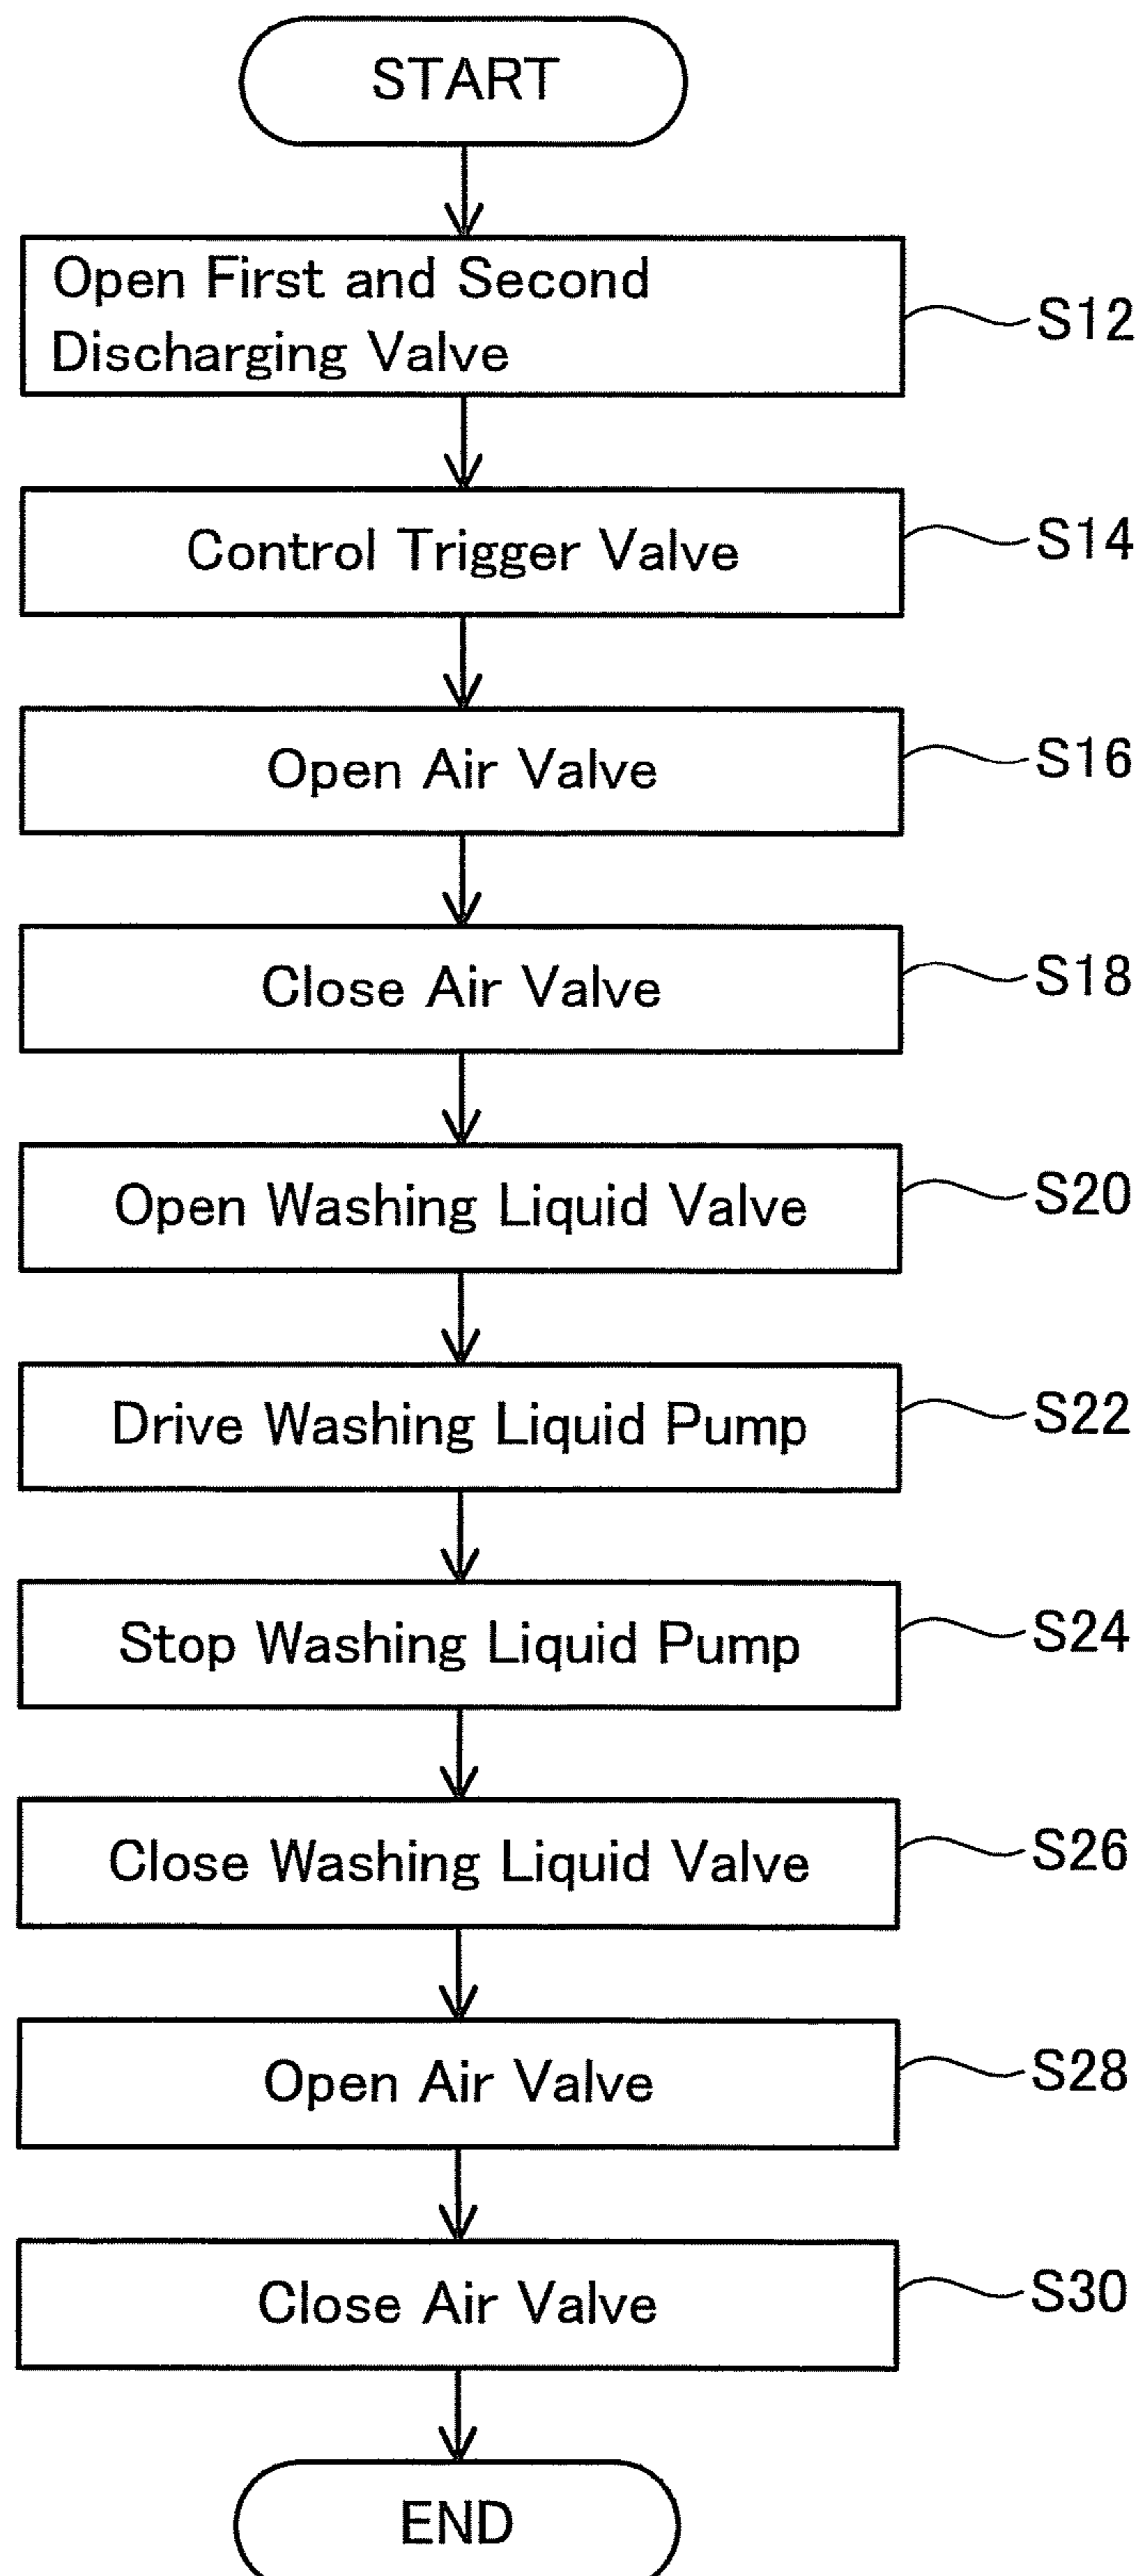 START
Open First and Second
Discharging Valve
S12
Control Trigger Valve
S14
Open Air Valve
S16
Close Air Valve
S18
Open Washing Liquid Valve
S20
Drive Washing Liquid Pump
S22
Stop Washing Liquid Pump
S24
Close Washing Liquid Valve
S26
Open Air Valve
S28
Close Air Valve
S30
END